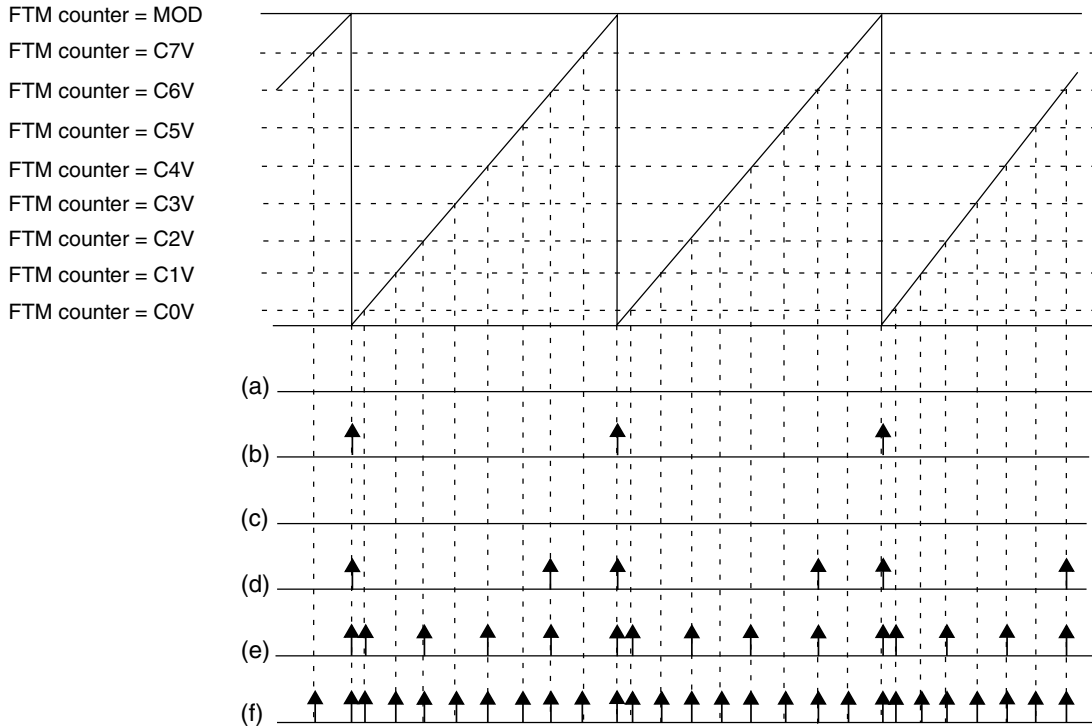 FTM counter = MOD
FTM counter = C7V
FTM counter = C6V
FTM counter = C5V
FTM counter = C4V
FTM counter = C3V
FTM counter = C2V
FTM counter = C1V
FTM counter = C0V
(a)
(b)
(c)
(d)
(e)
(f)